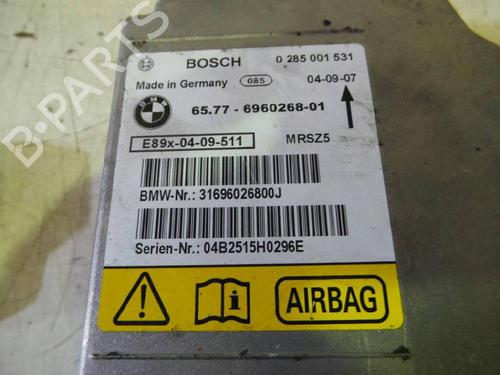 BOSCH 0 285 001 531
Made in Germany 085 04-09-07
BMW 65.77 - 6960268-01
E89x-04-09-511 MRSZ5
BMW-Nr.: 31696026800J
Serien-Nr.: 04B2515H0296E
AIRBAG